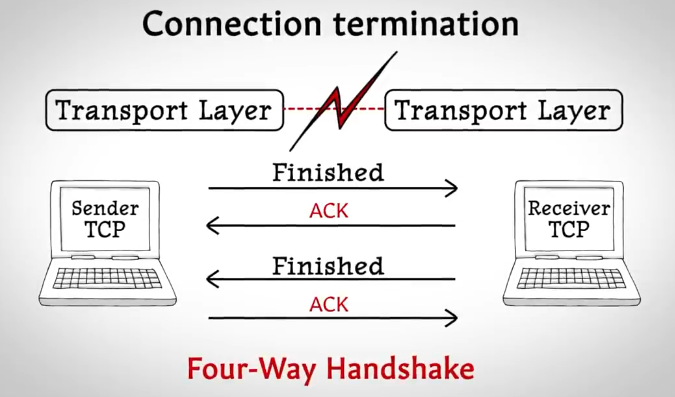 Connection termination
Transport Layer
Transport Layer
Finished
ACK
Sender
TCP
Receiver
TCP
Finished
ACK
Four-Way Handshake